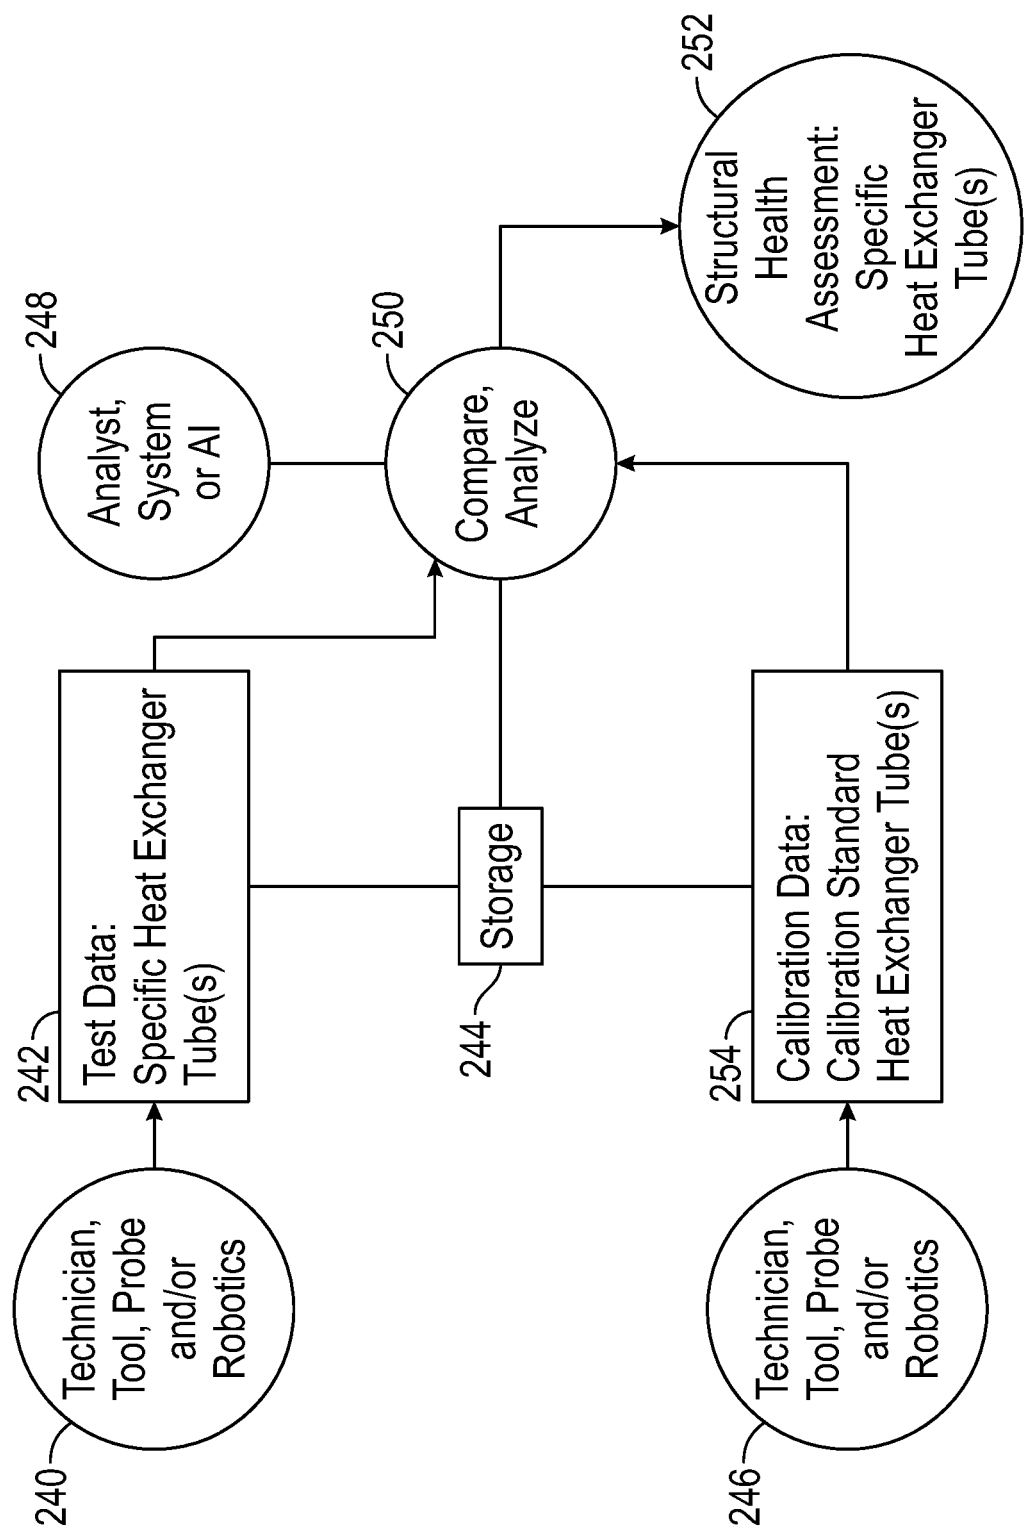 240
Technician,
Tool, Probe
and/or
Robotics
242
Test Data:
Specific Heat Exchanger
Tube(s)
248
Analyst,
System
or AI
244
Storage
250
Compare,
Analyze
246
Technician,
Tool, Probe
and/or
Robotics
254
Calibration Data:
Calibration Standard
Heat Exchanger Tube(s)
252
Structural
Health
Assessment:
Specific
Heat Exchanger
Tube(s)